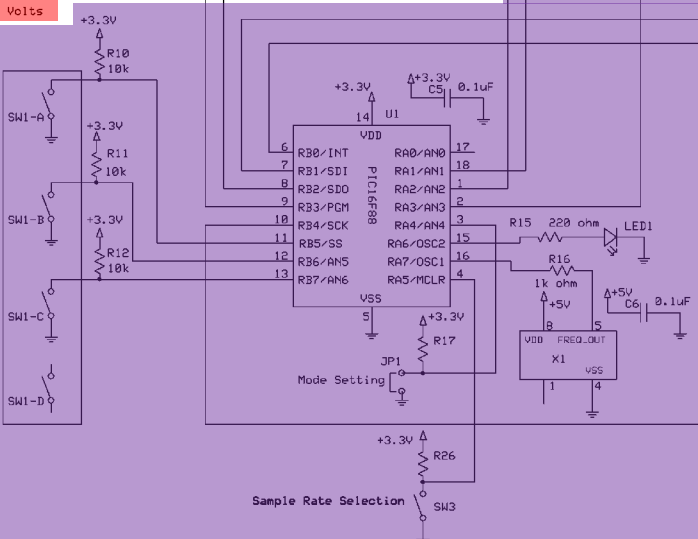 Volts
+3.3V
R10
10k
SW1-A
+3.3V
R11
10k
SW1-B
+3.3V
R12
10k
SW1-C
SW1-D
+3.3V
+3.3V
C5
0.1uF
14
U1
VDD
6 RB0/INT RA0/AN0 17
7 RB1/SDI RA1/AN1 18
8 RB2/SDO RA2/AN2 1
9 RB3/PGM RA3/AN3 2
10 RB4/SCK RA4/AN4 3
11 RB5/SS RA6/OSC2 15
12 RB6/AN5 RA7/OSC1 16
13 RB7/AN6 RA5/MCLR 4
PIC16F88
VSS
5
R15 220 ohm LED1
R16
1k ohm
+5V
+5V
C6
0.1uF
8 5
VDD FREQ_OUT
X1
VSS
1 4
+3.3V
R17
JP1
Mode Setting
+3.3V
R26
Sample Rate Selection
SW3